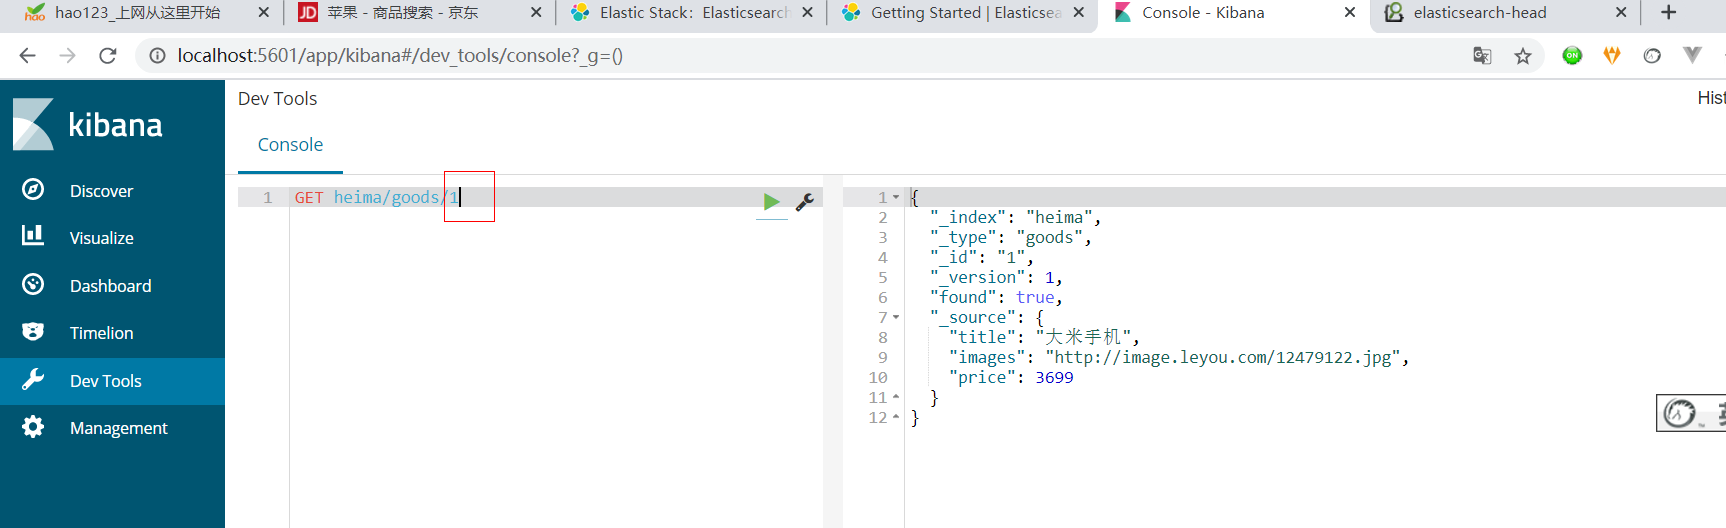 hao123_上网从这里开始
JD 苹果 - 商品搜索 - 京东
Elastic Stack: Elasticsearch
Getting Started | Elasticsea
Console - Kibana
elasticsearch-head
localhost:5601/app/kibana#/dev_tools/console?_g=()
ON
kibana
Discover
Visualize
Dashboard
Timelion
Dev Tools
Management
Dev Tools
Hist
Console
1 GET heima/goods/1
1 {
2 "_index": "heima",
3 "_type": "goods",
4 "_id": "1",
5 "_version": 1,
6 "found": true,
7 "_source": {
8 "title": "大米手机",
9 "images": "http://image.leyou.com/12479122.jpg",
10 "price": 3699
11 }
12 }